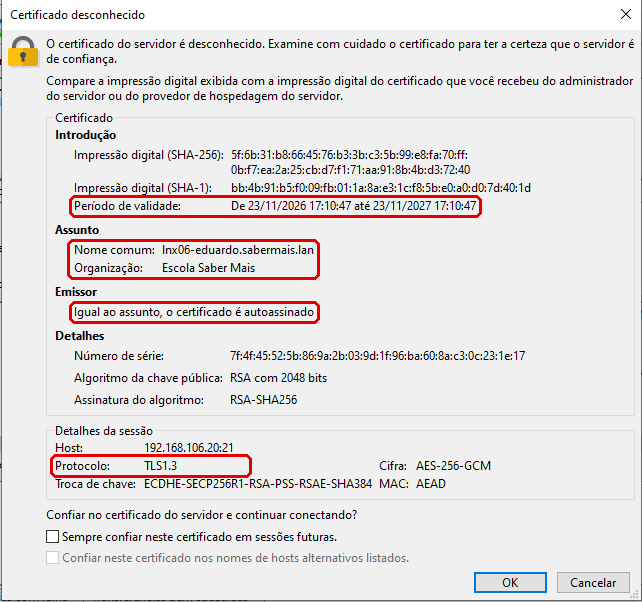 Certificado desconhecido
O certificado do servidor é desconhecido. Examine com cuidado o certificado para ter a certeza que o servidor é
de confiança.
Compare a impressão digital exibida com a impressão digital do certificado que você recebeu do administrador
do servidor ou do provedor de hospedagem do servidor.
Certificado
Introdução
Impressão digital (SHA-256): 5f:6b:31:b8:66:45:76:b3:3b:c3:5b:99:e8:fa:70:ff:
0b:f7:ea:2a:25:cb:d7:f1:71:aa:91:8b:4b:d3:72:40
Impressão digital (SHA-1): bb:4b:91:b5:f0:09:fb:01:1a:8a:e3:1c:f8:5b:e0:a0:d0:7d:40:1d
Período de validade: De 23/11/2026 17:10:47 até 23/11/2027 17:10:47
Assunto
Nome comum: lnx06-eduardo.sabermais.lan
Organização: Escola Saber Mais
Emissor
Igual ao assunto, o certificado é autoassinado
Detalhes
Número de série: 7f:4f:45:52:5b:86:9a:2b:03:9d:1f:96:ba:60:8a:c3:0c:23:1e:17
Algoritmo da chave pública: RSA com 2048 bits
Assinatura do algoritmo: RSA-SHA256
Detalhes da sessão
Host: 192.168.106.20:21
Protocolo: TLS1.3 Cifra: AES-256-GCM
Troca de chave: ECDHE-SECP256R1-RSA-PSS-RSAE-SHA384 MAC: AEAD
Confiar no certificado do servidor e continuar conectando?
Sempre confiar neste certificado em sessões futuras.
Confiar neste certificado nos nomes de hosts alternativos listados.
OK Cancelar